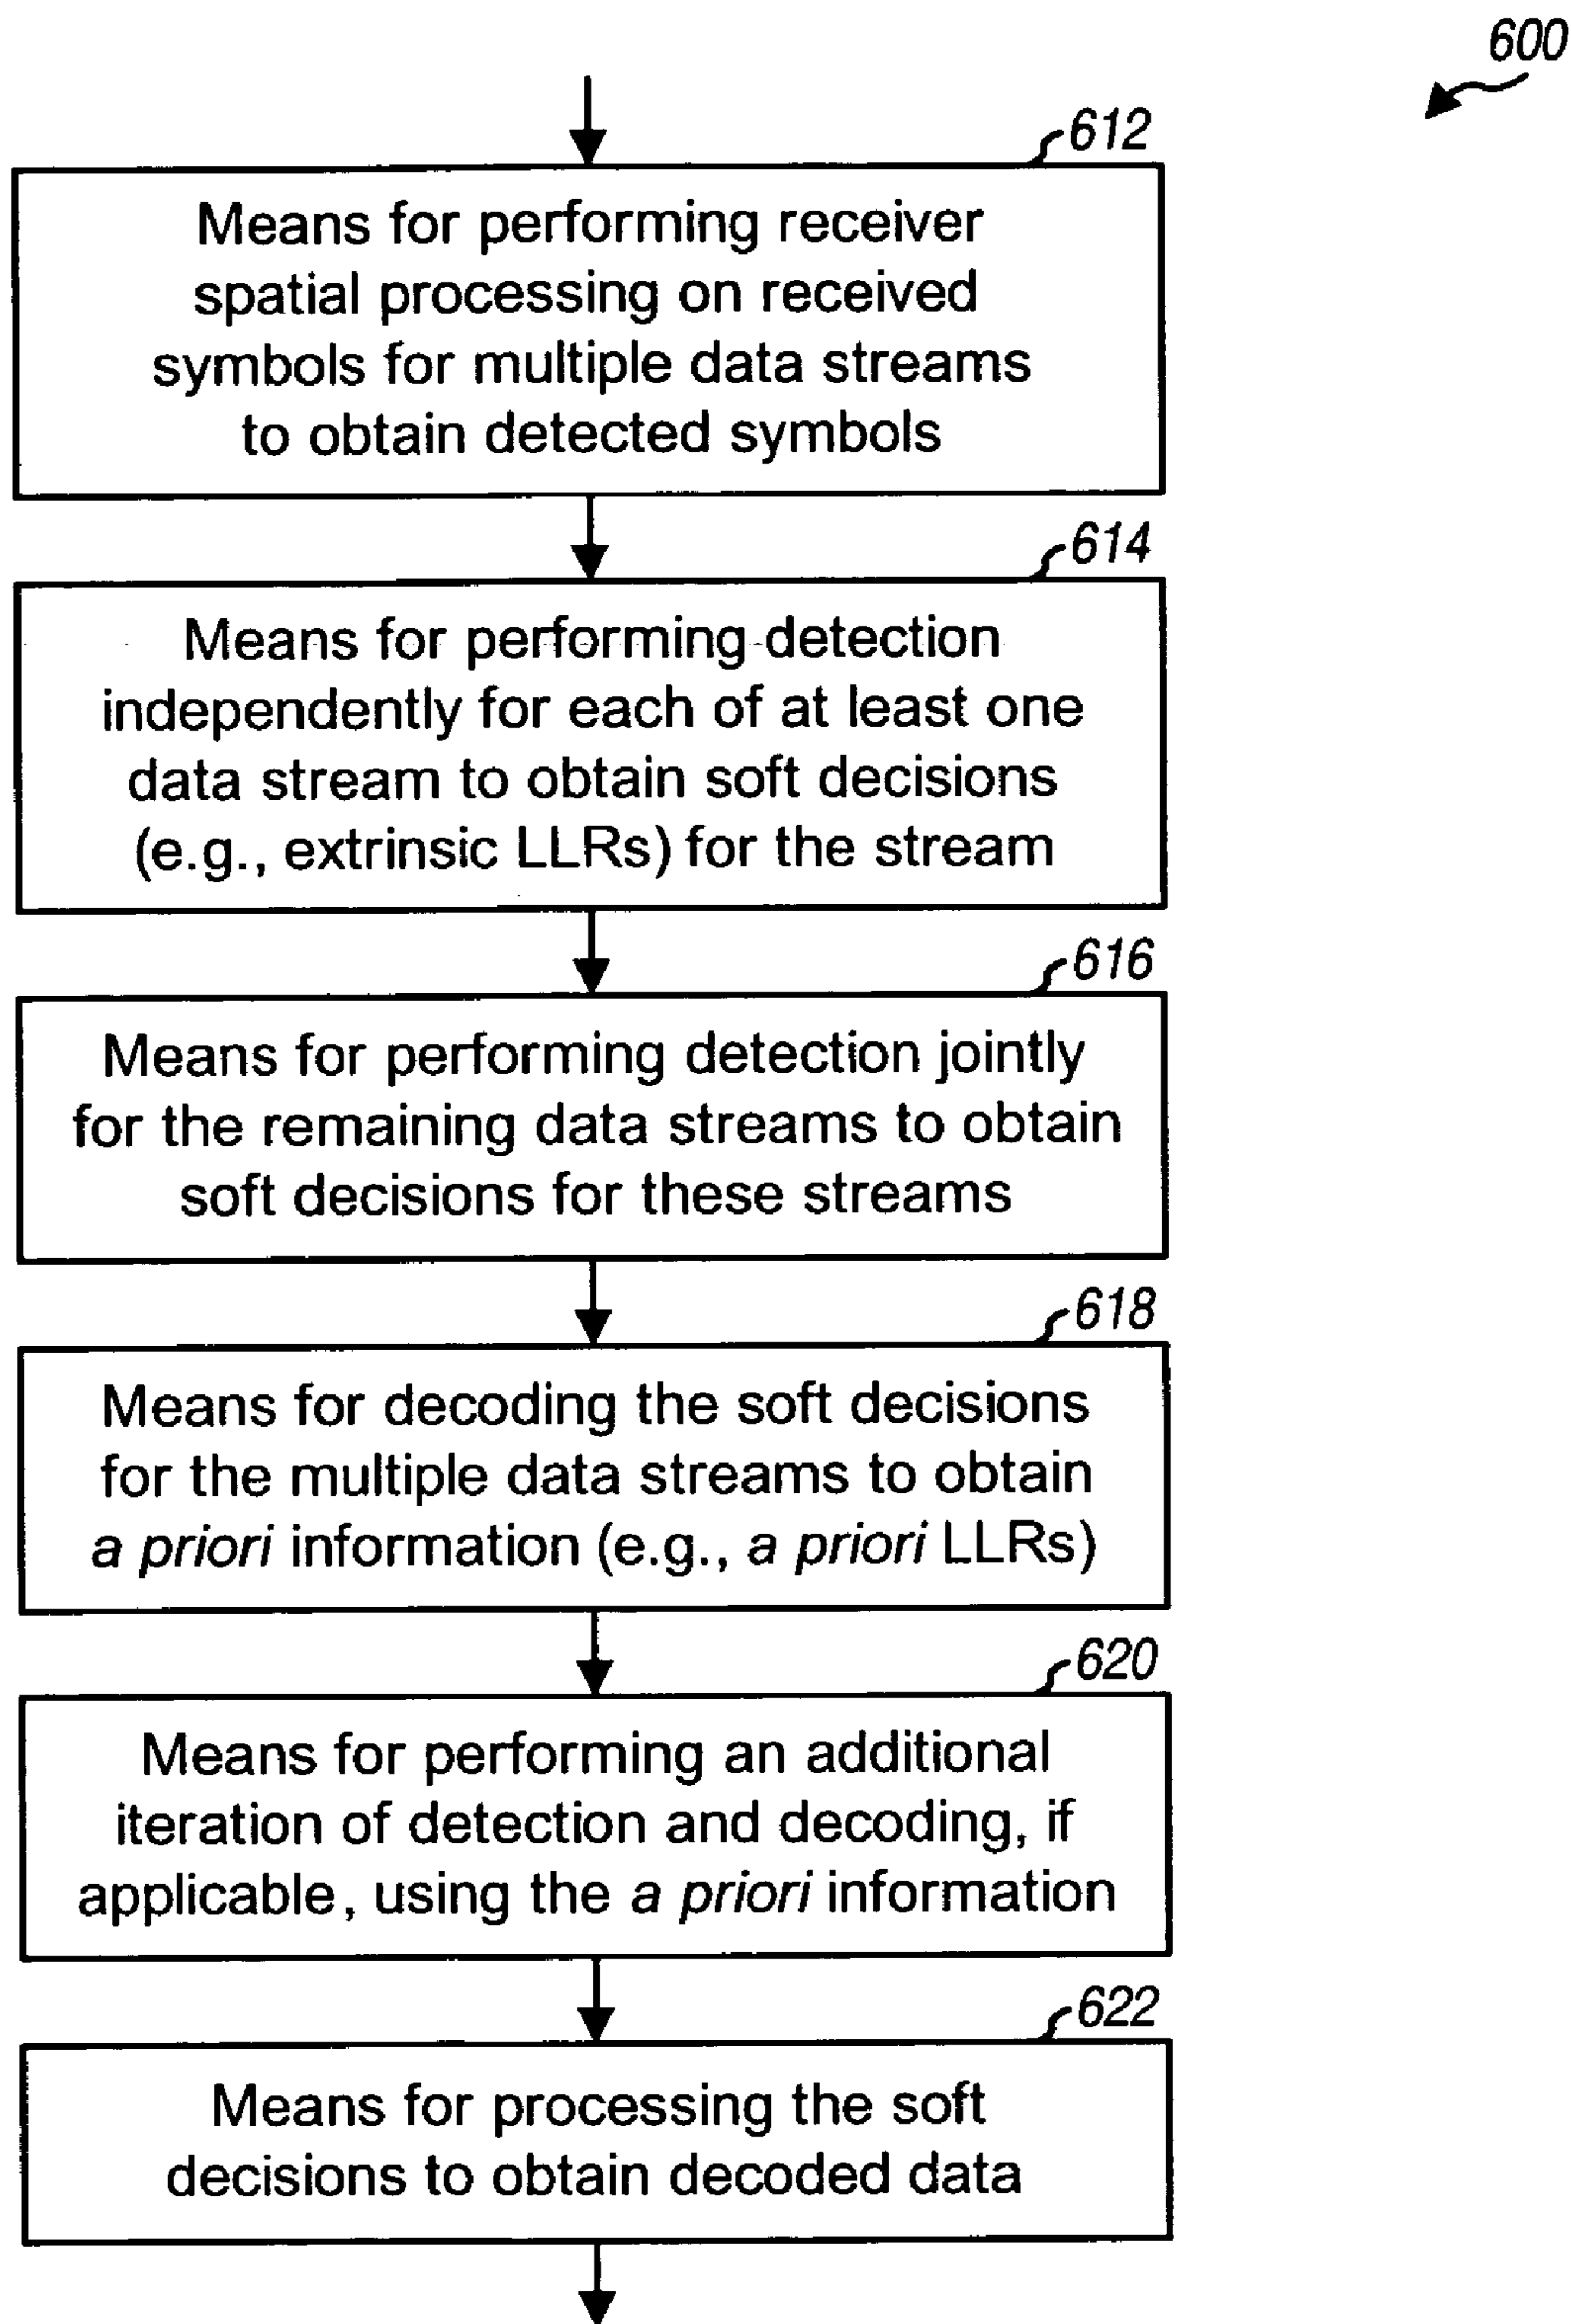 600
612
Means for performing receiver
spatial processing on received
symbols for multiple data streams
to obtain detected symbols
614
Means for performing detection
independently for each of at least one
data stream to obtain soft decisions
(e.g., extrinsic LLRs) for the stream
616
Means for performing detection jointly
for the remaining data streams to obtain
soft decisions for these streams
618
Means for decoding the soft decisions
for the multiple data streams to obtain
a priori information (e.g., a priori LLRs)
620
Means for performing an additional
iteration of detection and decoding, if
applicable, using the a priori information
622
Means for processing the soft
decisions to obtain decoded data